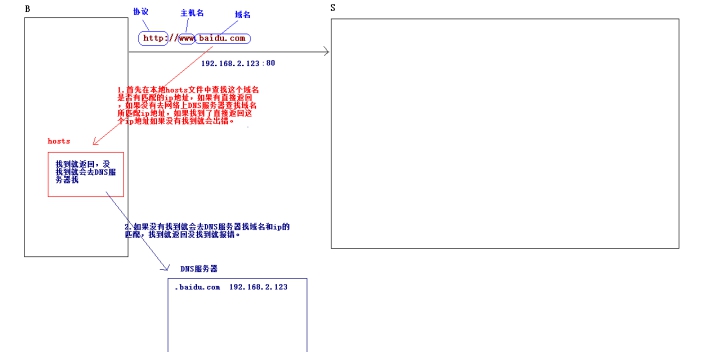 B
S
协议
主机名
域名
http://www.baidu.com
192.168.2.123:80
1.首先在本地hosts文件中查找这个域名
是否有匹配的ip地址，如果有直接返回
，如果没有去网络上DNS服务器查找域名
所匹配ip地址，如果找到了直接返回这
个ip地址如果没有找到就会出错。
hosts
找到就返回，没
找到就会去DNS服
务器找
2.如果没有找到就会去DNS服务器找域名和ip的
匹配，找到就返回没找到就报错。
DNS服务器
.baidu.com 192.168.2.123